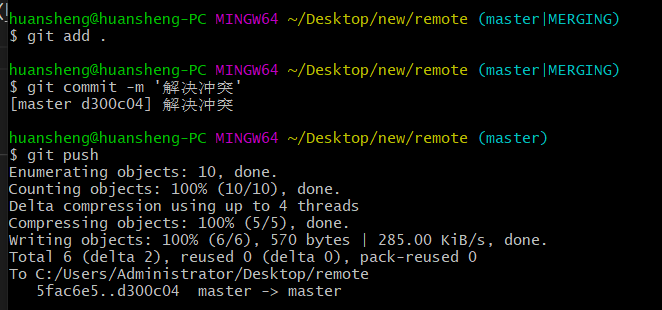 huansheng@huansheng-PC MINGW64 ~/Desktop/new/remote (master|MERGING)
$ git add .
huansheng@huansheng-PC MINGW64 ~/Desktop/new/remote (master|MERGING)
$ git commit -m '解决冲突'
[master d300c04] 解决冲突
huansheng@huansheng-PC MINGW64 ~/Desktop/new/remote (master)
$ git push
Enumerating objects: 10, done.
Counting objects: 100% (10/10), done.
Delta compression using up to 4 threads
Compressing objects: 100% (5/5), done.
Writing objects: 100% (6/6), 570 bytes | 285.00 KiB/s, done.
Total 6 (delta 2), reused 0 (delta 0), pack-reused 0
To C:/Users/Administrator/Desktop/remote
   5fac6e5..d300c04  master -> master